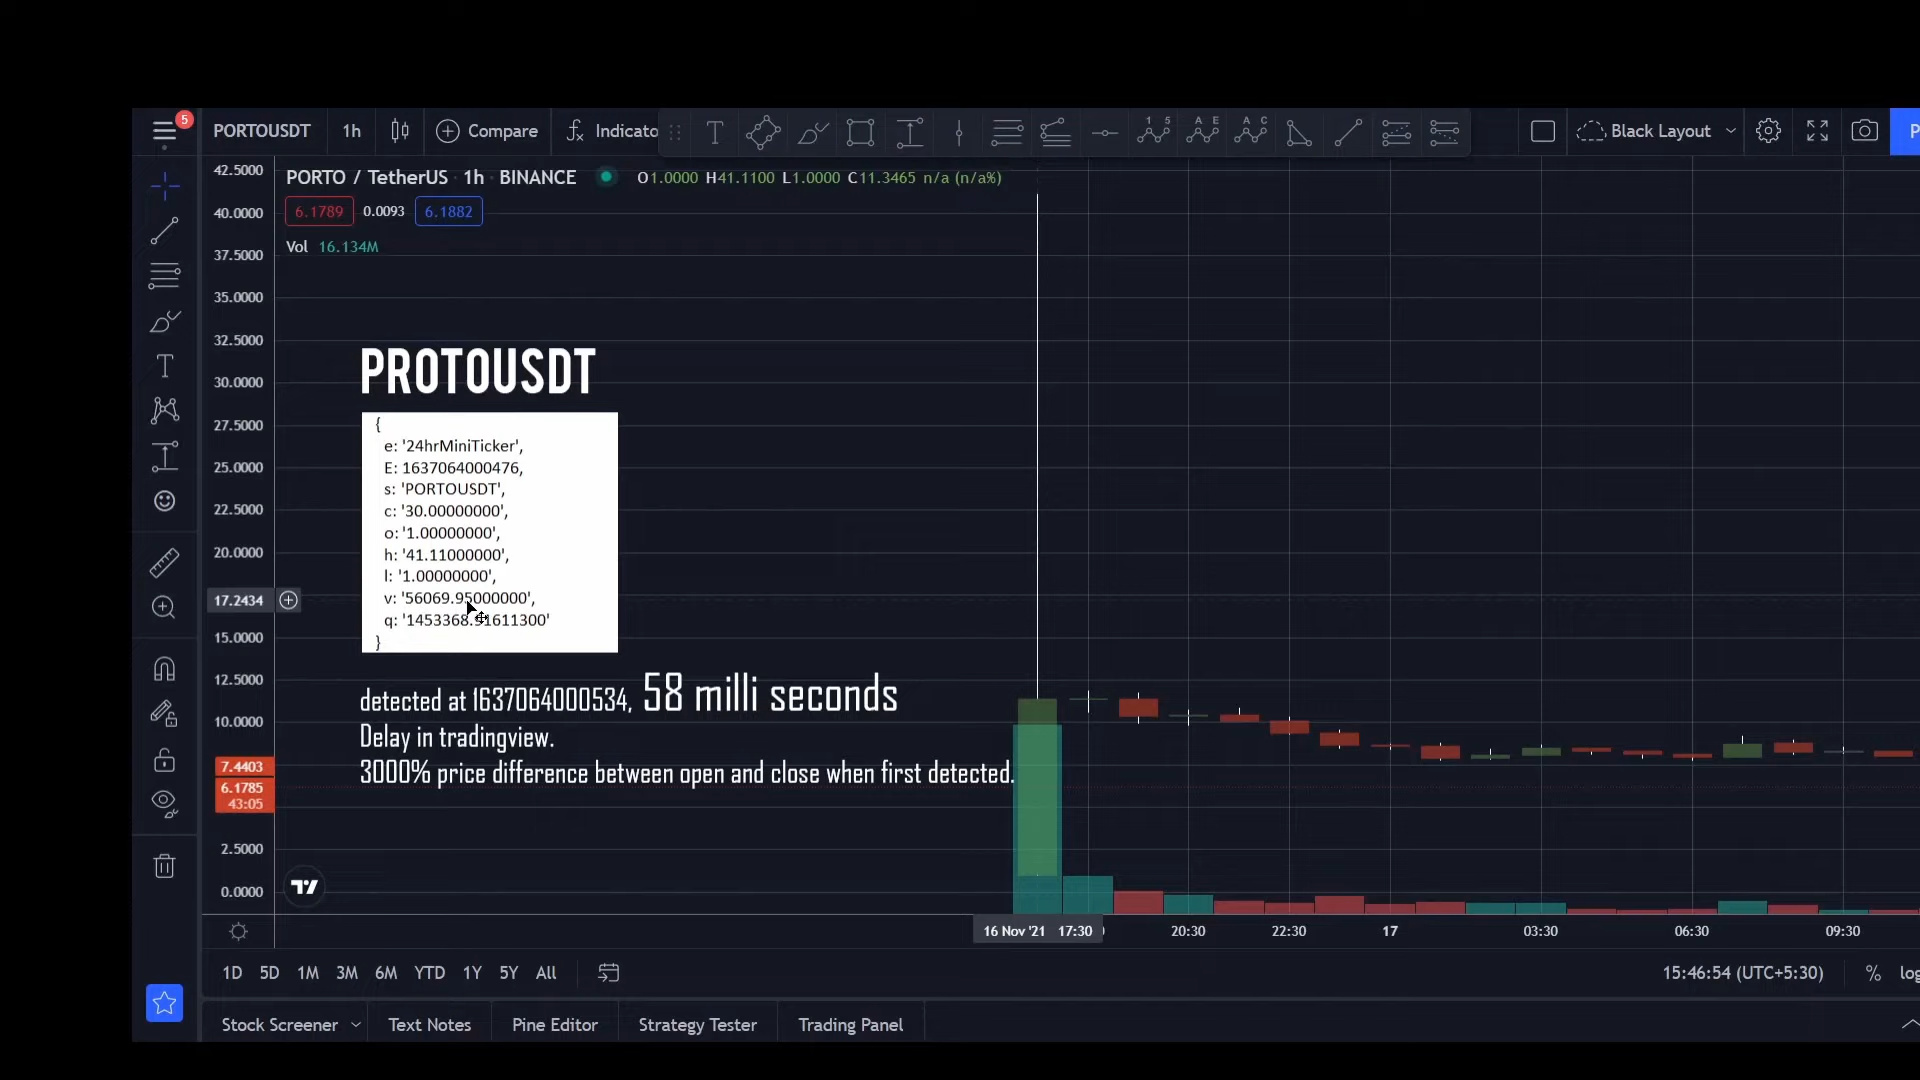 5
PORTOUSDT 1h Compare Indicato
1 5 A E A C
Black Layout
P
42.5000
PORTO / TetherUS · 1h · BINANCE O1.0000 H41.1100 L1.0000 C11.3465 n/a (n/a%)
40.0000
6.1789 0.0093 6.1882
Vol 16.134M
37.5000
35.0000
32.5000
30.0000
27.5000
25.0000
22.5000
20.0000
17.2434
15.0000
12.5000
10.0000
7.4403
6.1785
43:05
2.5000
0.0000
PROTOUSDT
{
e: '24hrMiniTicker',
E: 1637064000476,
s: 'PORTOUSDT',
c: '30.00000000',
o: '1.00000000',
h: '41.11000000',
l: '1.00000000',
v: '56069.95000000',
q: '1453368.91611300'
}
detected at 1637064000534, 58 milli seconds
Delay in tradingview.
3000% price difference between open and close when first detected.
16 Nov '21 17:30 20:30 22:30 17 03:30 06:30 09:30
1D 5D 1M 3M 6M YTD 1Y 5Y All
15:46:54 (UTC+5:30) % log
Stock Screener Text Notes Pine Editor Strategy Tester Trading Panel